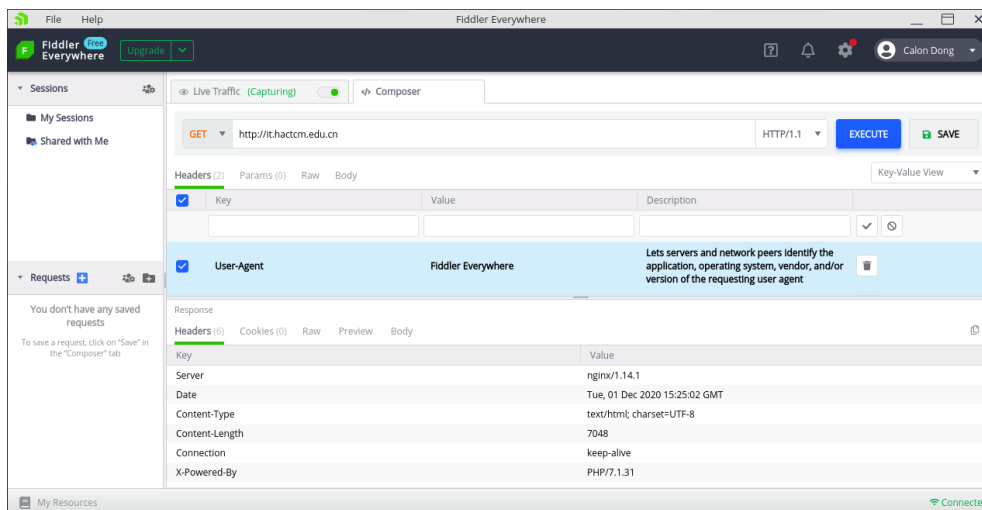 File Help Fiddler Everywhere
Fiddler Free
Everywhere
Upgrade
Calon Dong
Sessions
Live Traffic (Capturing)
Composer
My Sessions
Shared with Me
GET http://it.hactcm.edu.cn HTTP/1.1 EXECUTE SAVE
Headers (2) Params (0) Raw Body Key-Value View
Key Value Description
User-Agent Fiddler Everywhere
Lets servers and network peers identify the
application, operating system, vendor, and/or
version of the requesting user agent
Requests
You don't have any saved
requests
To save a request, click on "Save" in
the "Composer" tab
Response
Headers (6) Cookies (0) Raw Preview Body
Key Value
Server nginx/1.14.1
Date Tue, 01 Dec 2020 15:25:02 GMT
Content-Type text/html; charset=UTF-8
Content-Length 7048
Connection keep-alive
X-Powered-By PHP/7.1.31
My Resources Connecte